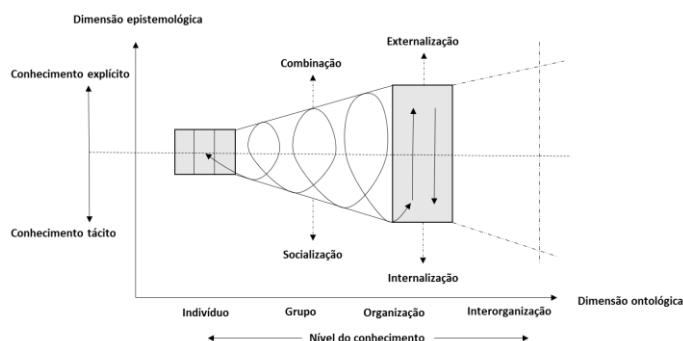 Dimensão epistemológica
Externalização
Combinação
Conhecimento explícito
Conhecimento tácito
Socialização
Internalização
Dimensão ontológica
Indivíduo Grupo Organização Interorganização
Nível do conhecimento